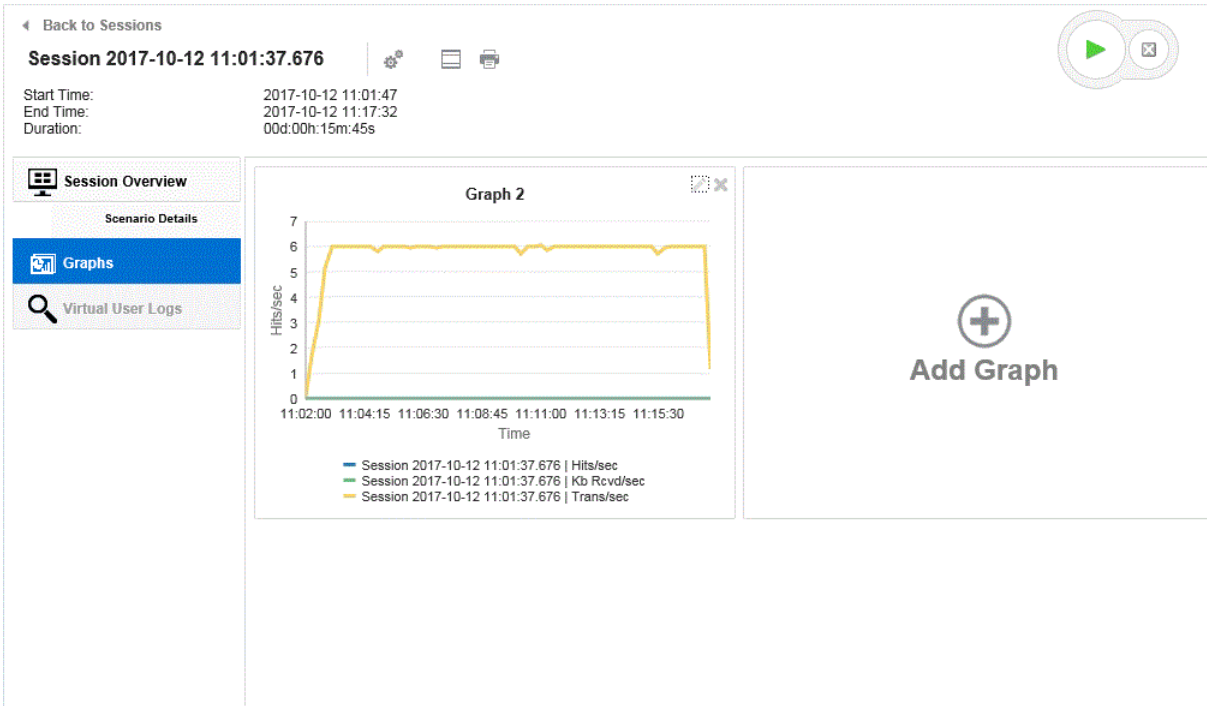 Back to Sessions
Session 2017-10-12 11:01:37.676
Start Time: 2017-10-12 11:01:47
End Time: 2017-10-12 11:17:32
Duration: 00d:00h:15m:45s
Session Overview
Scenario Details
Graphs
Virtual User Logs
Graph 2
7
6
5
4
3
2
1
0
Hits/sec
11:02:00 11:04:15 11:06:30 11:08:45 11:11:00 11:13:15 11:15:30
Time
Session 2017-10-12 11:01:37.676 | Hits/sec
Session 2017-10-12 11:01:37.676 | Kb Rcvd/sec
Session 2017-10-12 11:01:37.676 | Trans/sec
Add Graph